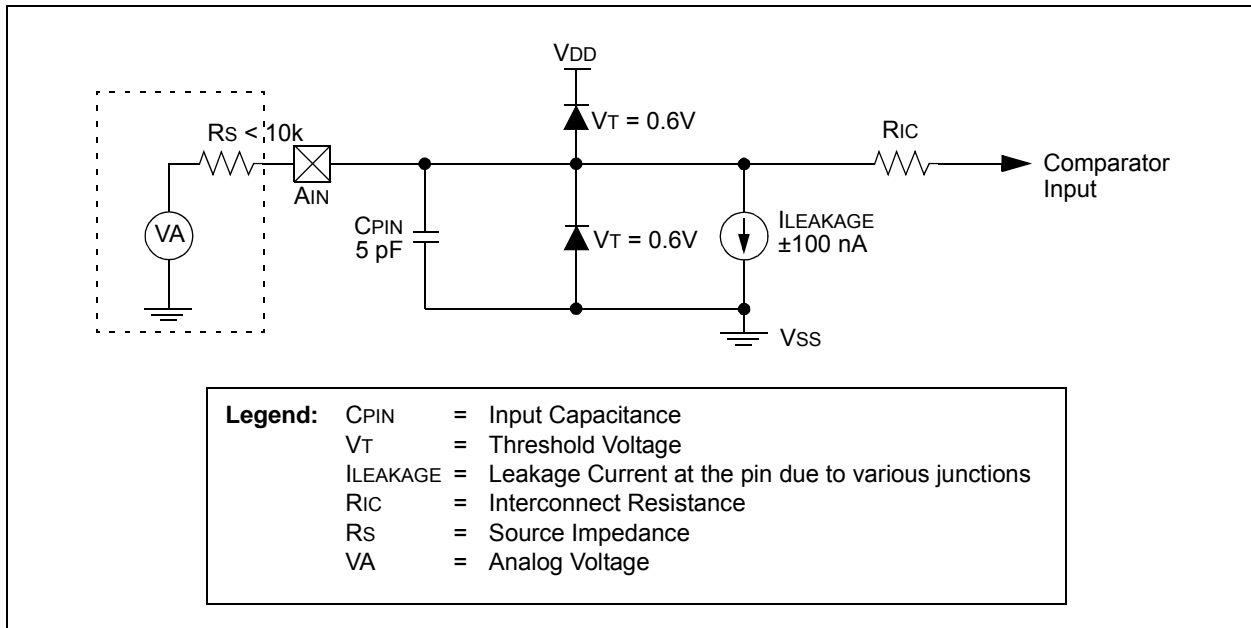 VDD
VT = 0.6V
RS < 10k
RIC
AIN
Comparator
Input
VA
CPIN
5 pF
VT = 0.6V
ILEAKAGE
±100 nA
VSS
Legend: CPIN = Input Capacitance
VT = Threshold Voltage
ILEAKAGE = Leakage Current at the pin due to various junctions
RIC = Interconnect Resistance
RS = Source Impedance
VA = Analog Voltage